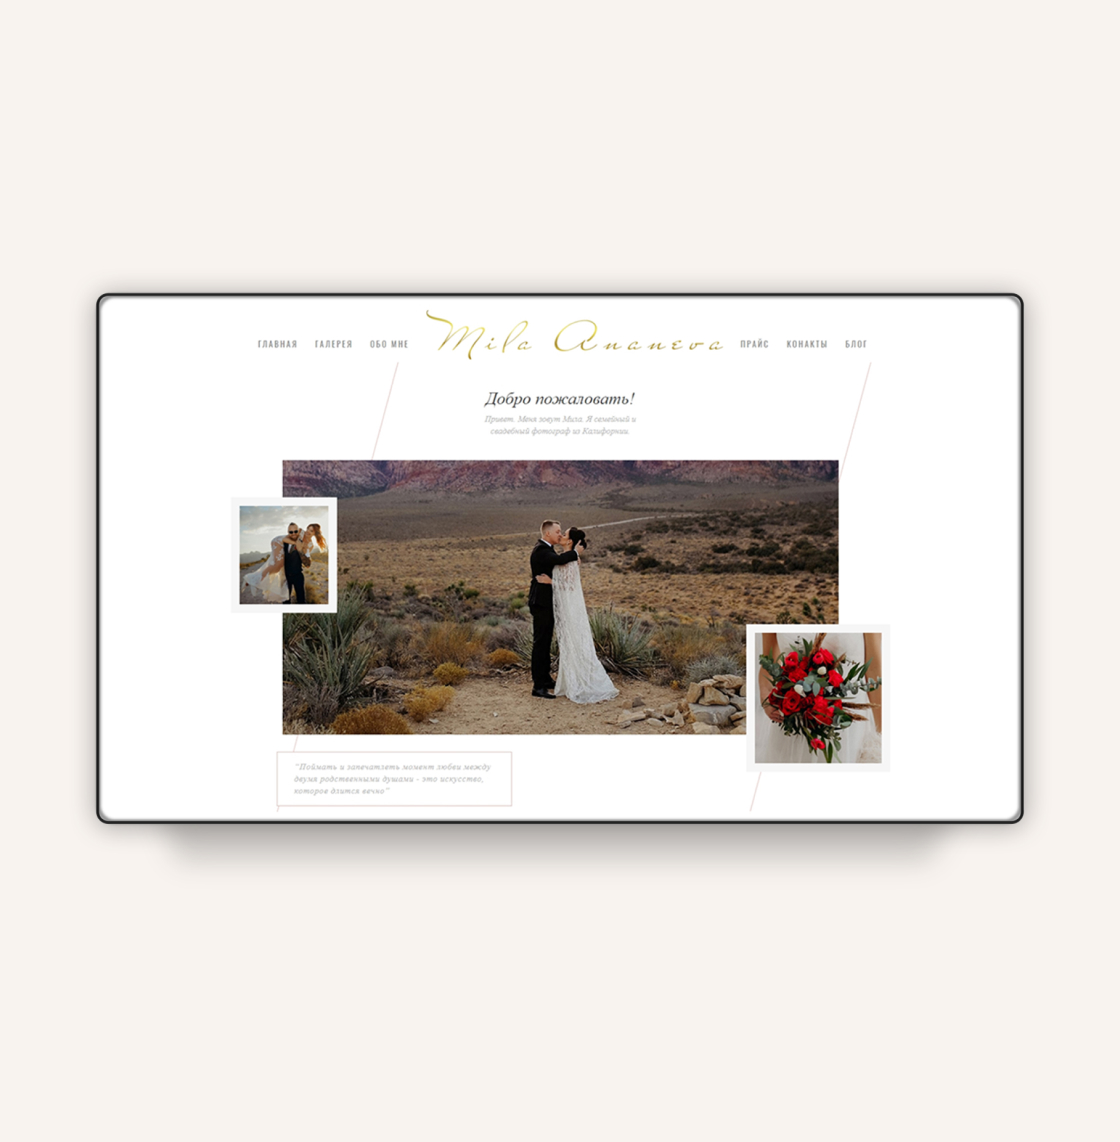 ГЛАВНАЯ ГАЛЕРЕЯ ОБО МНЕ Mila Ananeva ПРАЙС КОНАКТЫ БЛОГ
Добро пожаловать!
Привет. Меня зовут Мила. Я семейный и
свадебный фотограф из Калифорнии.
"Поймать и запечатлеть момент любви между
двумя родственными душами - это искусство,
которое длится вечно"